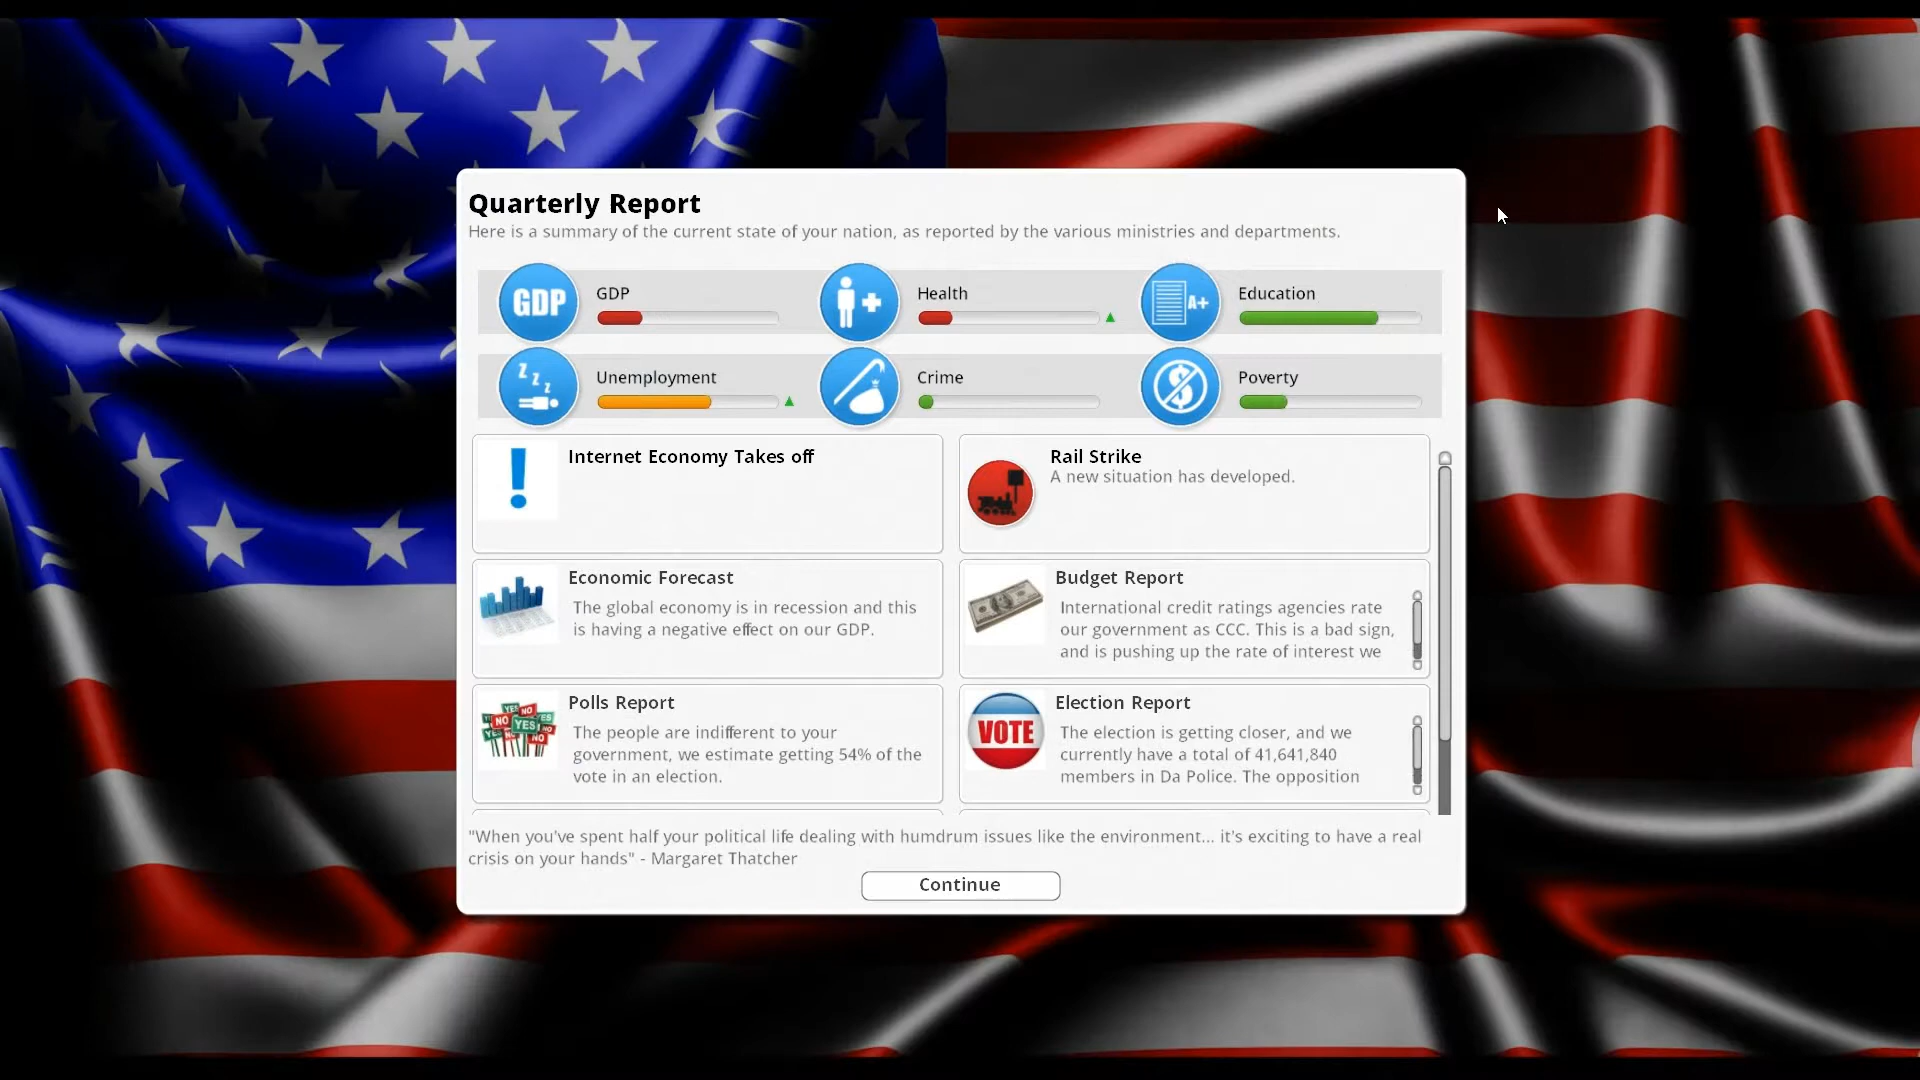 Quarterly Report
Here is a summary of the current state of your nation, as reported by the various ministries and departments.
GDP
GDP
Health
A+
Education
Z Z Z
Unemployment
Crime
$
Poverty
Internet Economy Takes off
Rail Strike
A new situation has developed.
Economic Forecast
The global economy is in recession and this
is having a negative effect on our GDP.
Budget Report
International credit ratings agencies rate
our government as CCC. This is a bad sign,
and is pushing up the rate of interest we
YES
NO
YES
NO
Polls Report
The people are indifferent to your
government, we estimate getting 54% of the
vote in an election.
VOTE
Election Report
The election is getting closer, and we
currently have a total of 41,641,840
members in Da Police. The opposition
"When you've spent half your political life dealing with humdrum issues like the environment... it's exciting to have a real
crisis on your hands" - Margaret Thatcher
Continue